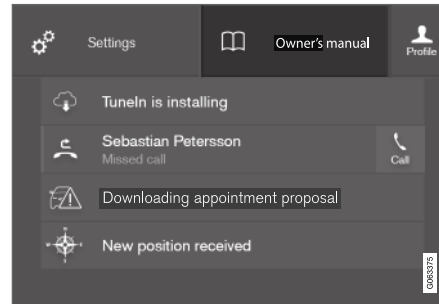 Settings
Owner's manual
Profile
TuneIn is installing
Sebastian Petersson
Missed call
Call
Downloading appointment proposal
New position received
G063375